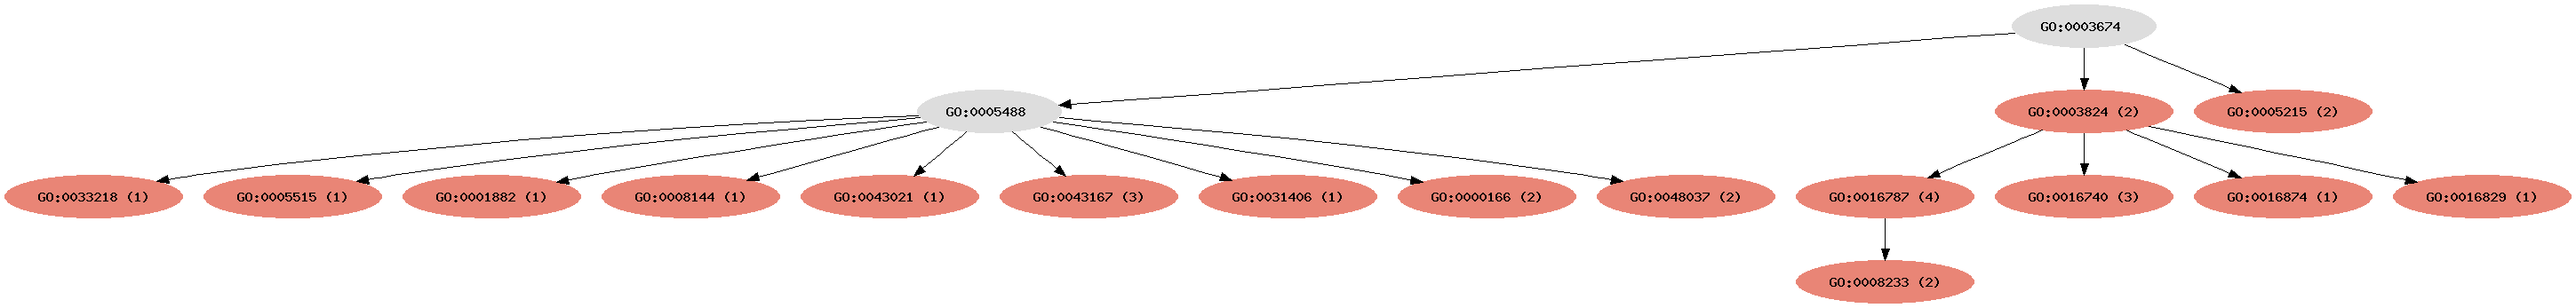 GO:0003674
GO:0005488
GO:0003824 (2)
GO:0005215 (2)
GO:0033218 (1)
GO:0005515 (1)
GO:0001882 (1)
GO:0008144 (1)
GO:0043021 (1)
GO:0043167 (3)
GO:0031406 (1)
GO:0000166 (2)
GO:0048037 (2)
GO:0016787 (4)
GO:0016740 (3)
GO:0016874 (1)
GO:0016829 (1)
GO:0008233 (2)